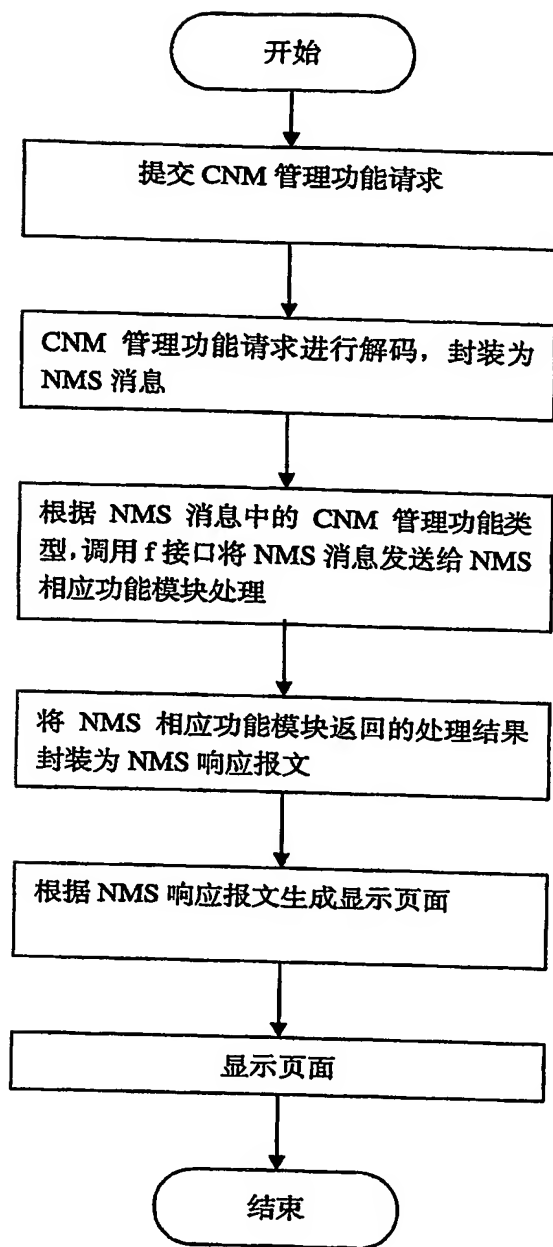 开始
提交 CNM 管理功能请求
CNM 管理功能请求进行解码，封装为
NMS 消息
根据 NMS 消息中的 CNM 管理功能类
型，调用 f 接口将 NMS 消息发送给 NMS
相应功能模块处理
将 NMS 相应功能模块返回的处理结果
封装为 NMS 响应报文
根据 NMS 响应报文生成显示页面
显示页面
结束